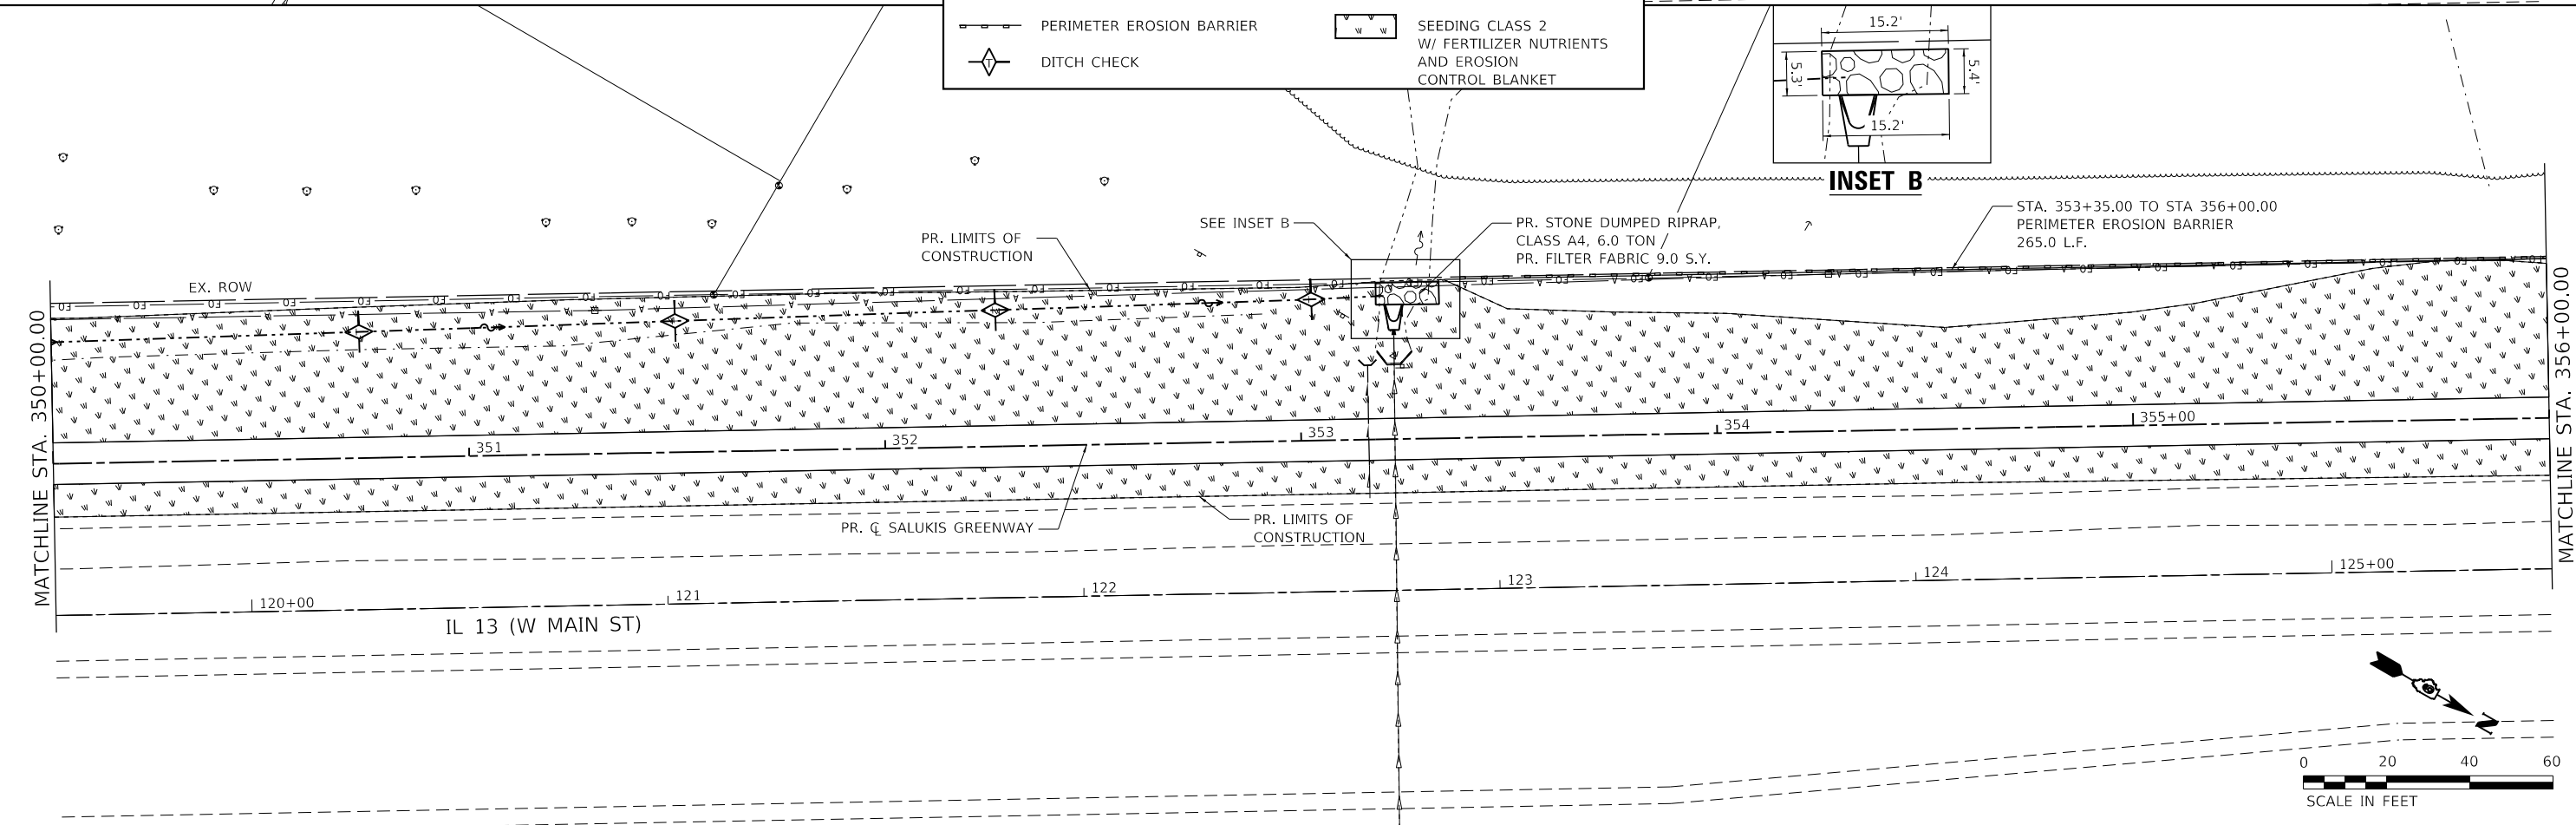 PERIMETER EROSION BARRIER
DITCH CHECK
T
SEEDING CLASS 2
W/ FERTILIZER NUTRIENTS
AND EROSION
CONTROL BLANKET
15.2'
5.3'
5.4'
15.2'
INSET B
STA. 353+35.00 TO STA 356+00.00
PERIMETER EROSION BARRIER
265.0 L.F.
SEE INSET B
PR. STONE DUMPED RIPRAP,
CLASS A4, 6.0 TON
PR. FILTER FABRIC 9.0 S.Y.
PR. LIMITS OF
CONSTRUCTION
EX. ROW
MATCHLINE STA. 350+00.00
MATCHLINE STA. 356+00.00
351
352
353
354
355+00
PR. ℄ SALUKIS GREENWAY
PR. LIMITS OF
CONSTRUCTION
120+00
121
122
123
124
125+00
IL 13 (W MAIN ST)
N
0 20 40 60
SCALE IN FEET